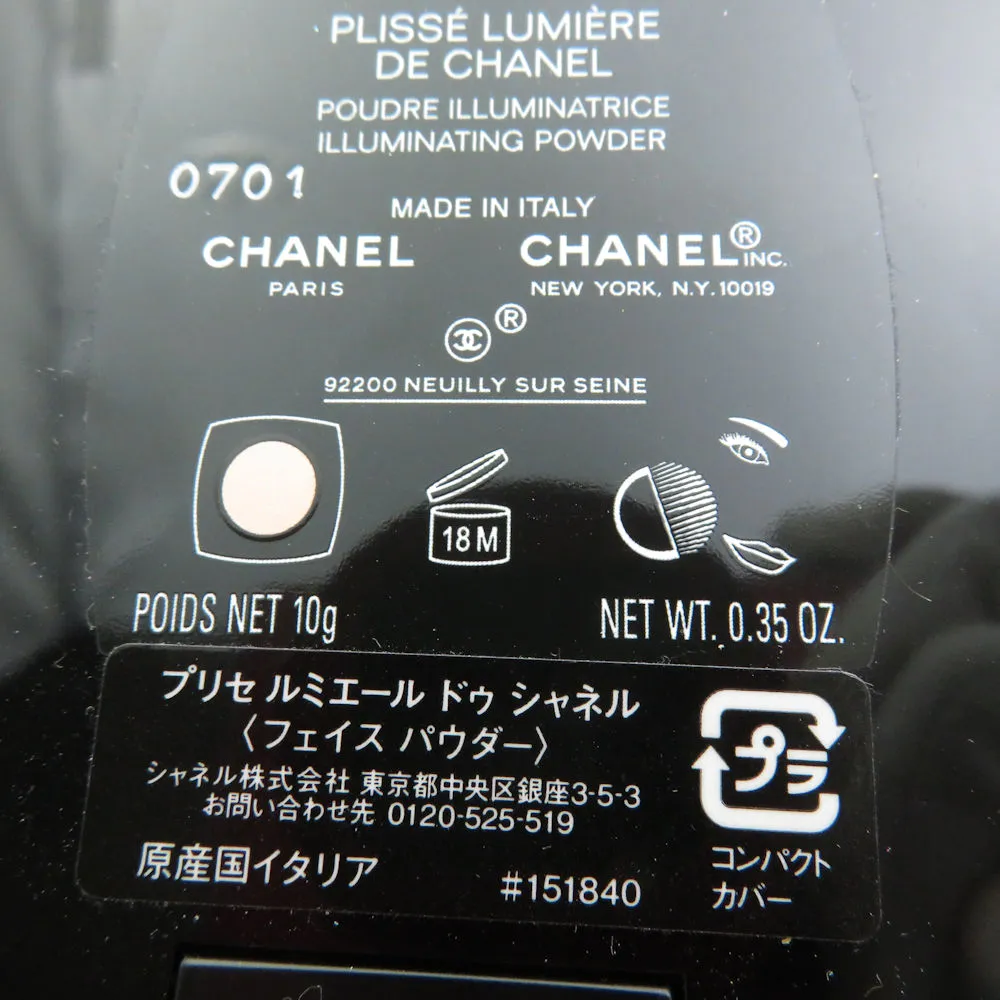 PLISSÉ LUMIÈRE
DE CHANEL
POUDRE ILLUMINATRICE
ILLUMINATING POWDER
0701
MADE IN ITALY
CHANEL CHANEL® INC.
PARIS NEW YORK, N.Y. 10019
®
92200 NEUILLY SUR SEINE
18 M
POIDS NET 10g NET WT. 0.35 OZ.
プリセ ルミエール ドゥ シャネル
〈フェイス パウダー〉
シャネル株式会社 東京都中央区銀座3-5-3
お問い合わせ先 0120-525-519
原産国イタリア #151840
プラ
コンパクト
カバー